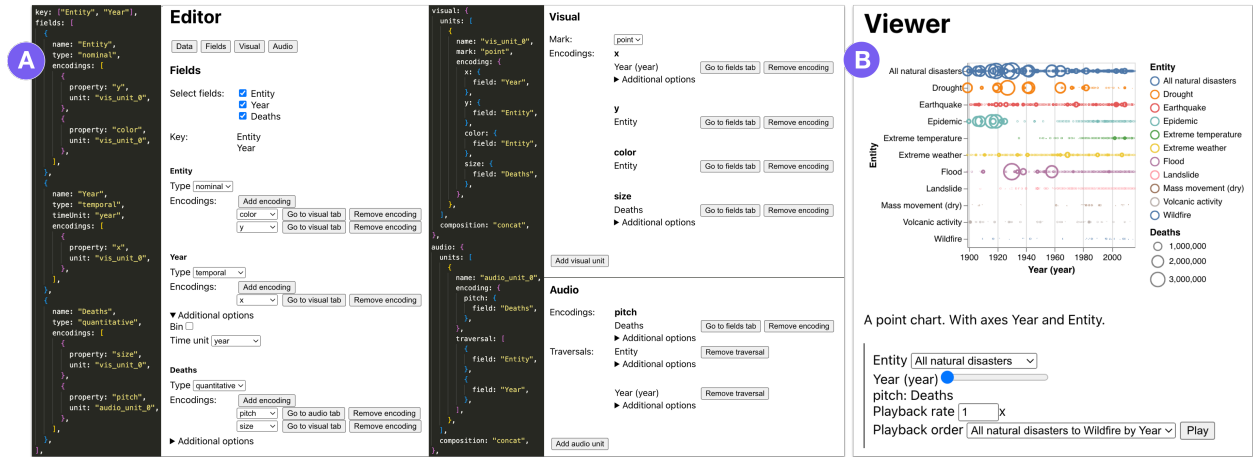 A
key: ["Entity", "Year"],
fields: [
{
name: "Entity",
type: "nominal",
encodings: [
{
property: "y",
unit: "vis_unit_0",
},
{
property: "color",
unit: "vis_unit_0",
},
],
},
{
name: "Year",
type: "temporal",
timeUnit: "year",
encodings: [
{
property: "x",
unit: "vis_unit_0",
},
],
},
{
name: "Deaths",
type: "quantitative",
encodings: [
{
property: "size",
unit: "vis_unit_0",
},
{
property: "pitch",
unit: "audio_unit_0",
},
],
},
],
Editor
Data Fields Visual Audio
Fields
Select fields: Entity
Year
Deaths
Key: Entity
Year
Entity
Type nominal
Encodings: Add encoding
color Go to visual tab Remove encoding
y Go to visual tab Remove encoding
Year
Type temporal
Encodings: Add encoding
x Go to visual tab Remove encoding
▼ Additional options
Bin
Time unit year
Deaths
Type quantitative
Encodings: Add encoding
pitch Go to audio tab Remove encoding
size Go to visual tab Remove encoding
▶ Additional options
visual: {
units: [
{
name: "vis_unit_0",
mark: "point",
encoding: {
x: {
field: "Year",
},
y: {
field: "Entity",
},
color: {
field: "Entity",
},
size: {
field: "Deaths",
},
},
},
],
composition: "concat",
},
audio: {
units: [
{
name: "audio_unit_0",
encoding: {
pitch: {
field: "Deaths",
},
},
traversal: [
{
field: "Entity",
},
{
field: "Year",
},
],
},
],
composition: "concat",
},
Visual
Mark: point
Encodings: x
Year (year) Go to fields tab Remove encoding
▶ Additional options
y
Entity Go to fields tab Remove encoding
color
Entity Go to fields tab Remove encoding
size
Deaths Go to fields tab Remove encoding
▶ Additional options
Add visual unit
Audio
Encodings: pitch
Deaths Go to fields tab Remove encoding
▶ Additional options
Traversals: Entity Remove traversal
▶ Additional options
Year (year) Remove traversal
▶ Additional options
Add audio unit
B
Viewer
All natural disasters
Drought
Earthquake
Epidemic
Extreme temperature
Extreme weather
Flood
Landslide
Mass movement (dry)
Volcanic activity
Wildfire
Entity
1900 1920 1940 1960 1980 2000
Year (year)
Entity
All natural disasters
Drought
Earthquake
Epidemic
Extreme temperature
Extreme weather
Flood
Landslide
Mass movement (dry)
Volcanic activity
Wildfire
Deaths
1,000,000
2,000,000
3,000,000
A point chart. With axes Year and Entity.
Entity All natural disasters
Year (year)
pitch: Deaths
Playback rate 1 x
Playback order All natural disasters to Wildfire by Year Play